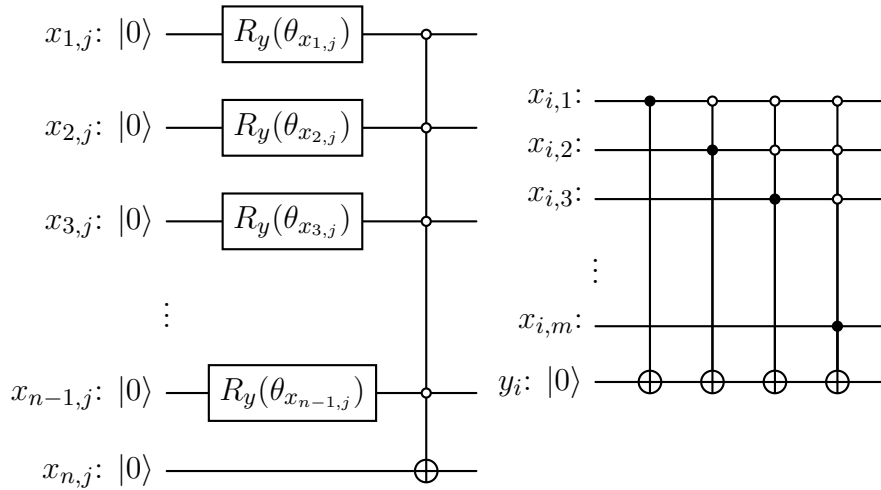 x_{1,j}: |0⟩ R_y(θ_{x_{1,j}})
x_{2,j}: |0⟩ R_y(θ_{x_{2,j}})
x_{3,j}: |0⟩ R_y(θ_{x_{3,j}})
⋮
x_{n−1,j}: |0⟩ R_y(θ_{x_{n−1,j}})
x_{n,j}: |0⟩
x_{i,1}:
x_{i,2}:
x_{i,3}:
⋮
x_{i,m}:
y_i: |0⟩